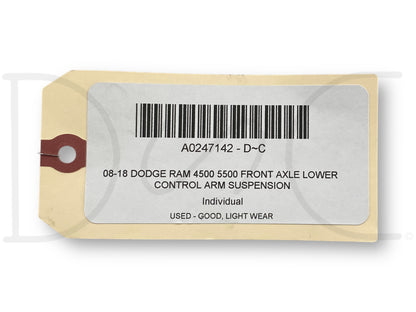 A0247142 - D~C
08-18 DODGE RAM 4500 5500 FRONT AXLE LOWER
CONTROL ARM SUSPENSION
Individual
USED - GOOD, LIGHT WEAR